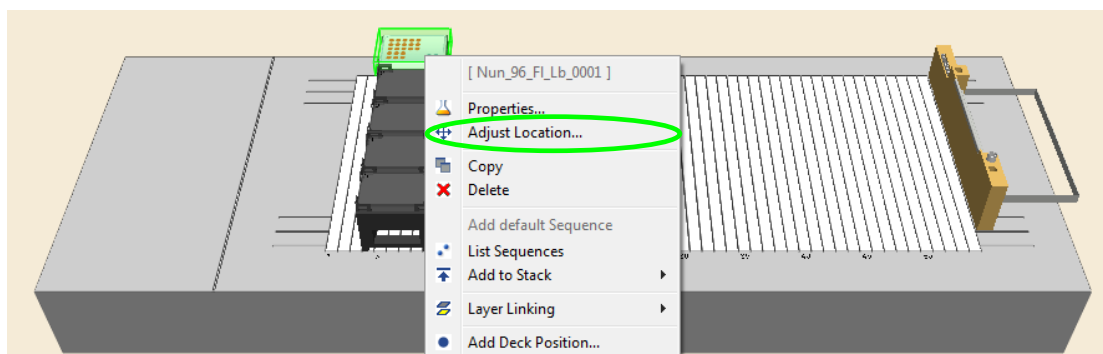 [ Nun_96_Fl_Lb_0001 ]
Properties...
Adjust Location...
Copy
Delete
Add default Sequence
List Sequences
Add to Stack
Layer Linking
Add Deck Position...